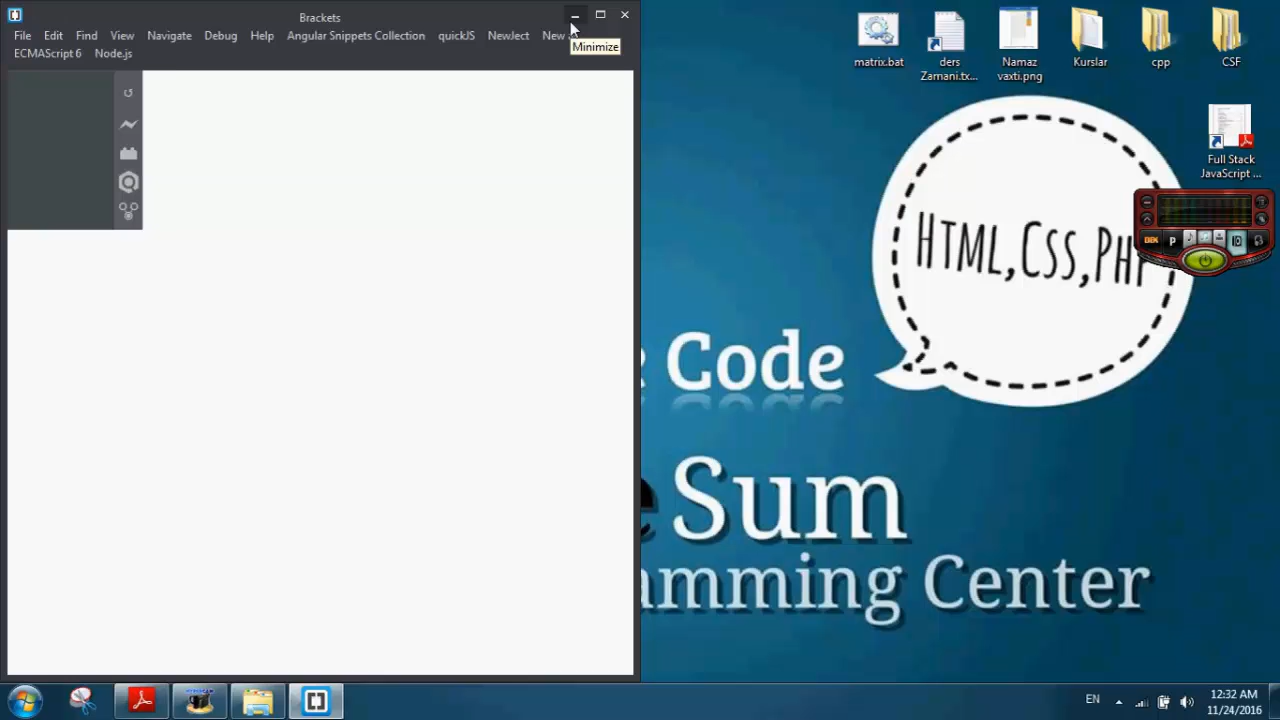 Brackets
File Edit Find View Navigate Debug Help Angular Snippets Collection quickJS NewJect New
Minimize
ECMAScript 6 Node.js
matrix.bat
ders
Zamani.tx...
Namaz
vaxti.png
Kurslar
cpp
CSF
Full Stack
JavaScript ...
Html,Css,Php
Code
Sum
amming Center
EN
12:32 AM
11/24/2016